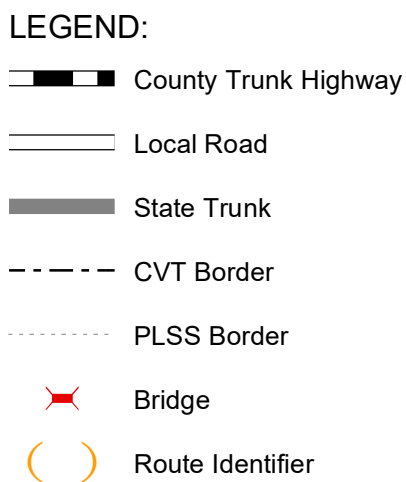 LEGEND:
County Trunk Highway
Local Road
State Trunk
CVT Border
PLSS Border
Bridge
( ) Route Identifier